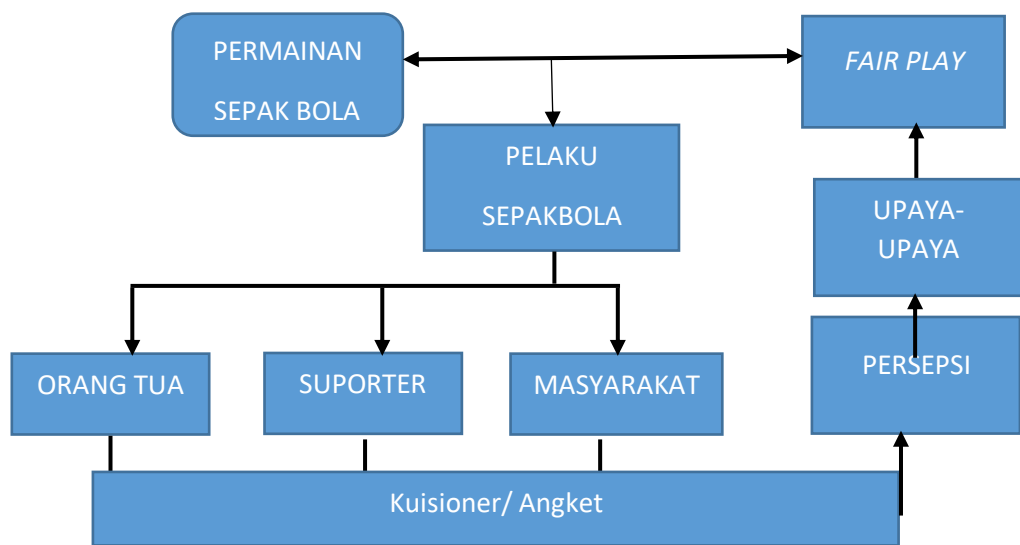 PERMAINAN
SEPAK BOLA
FAIR PLAY
PELAKU
SEPAKBOLA
UPAYA-
UPAYA
ORANG TUA
SUPORTER
MASYARAKAT
PERSEPSI
Kuisioner/ Angket